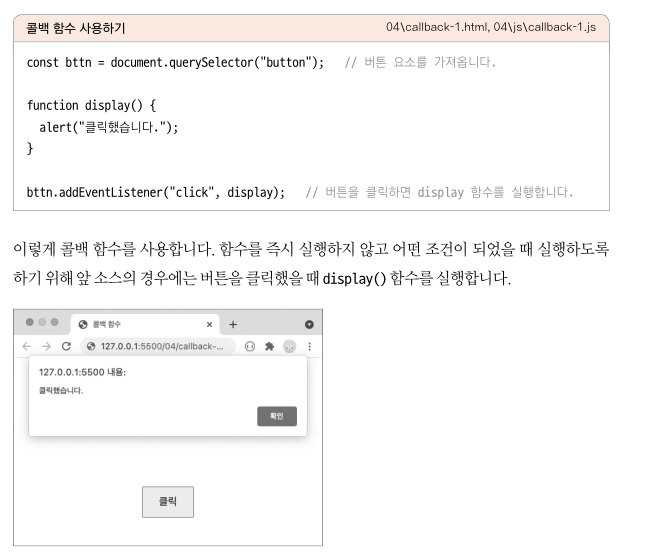 콜백 함수 사용하기 04\callback-1.html, 04\js\callback-1.js
const bttn = document.querySelector("button"); // 버튼 요소를 가져옵니다.
function display() {
alert("클릭했습니다.");
}
bttn.addEventListener("click", display); // 버튼을 클릭하면 display 함수를 실행합니다.
이렇게 콜백 함수를 사용합니다. 함수를 즉시 실행하지 않고 어떤 조건이 되었을 때 실행하도록
하기 위해 앞 소스의 경우에는 버튼을 클릭했을 때 display() 함수를 실행합니다.
콜백 함수
127.0.0.1:5500/04/callback-...
127.0.0.1:5500 내용:
클릭했습니다.
확인
클릭